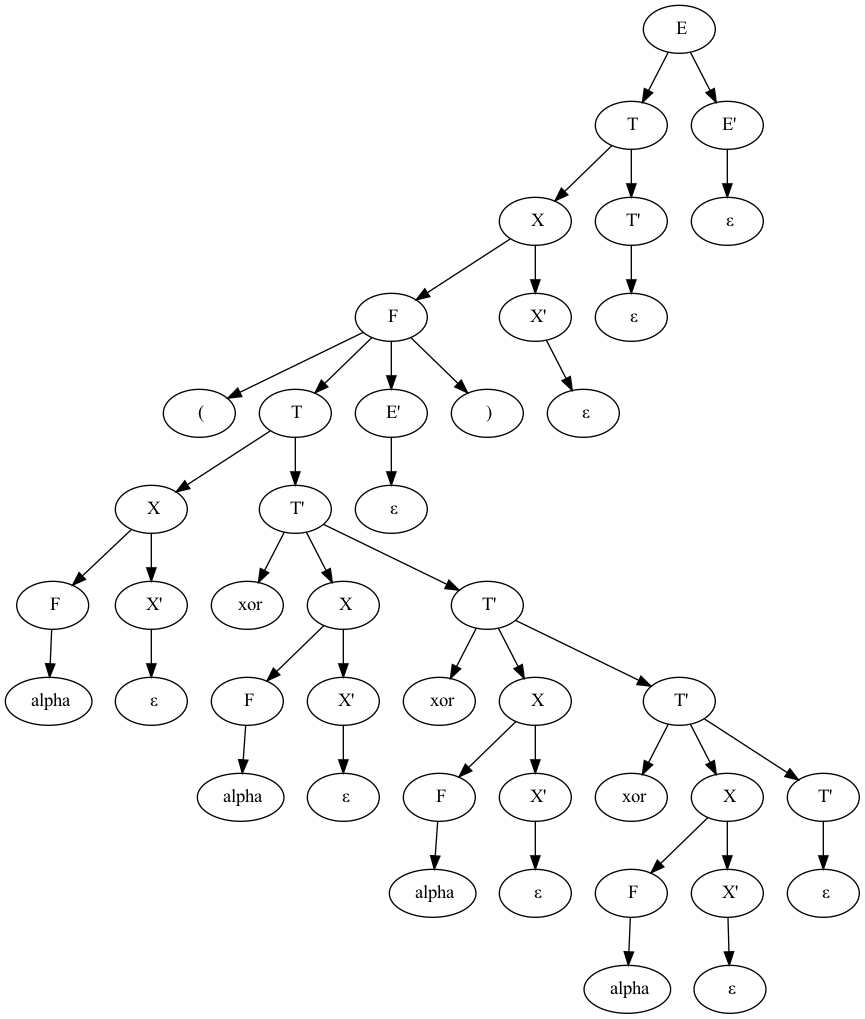 E
T E'
X T' ε
F X' ε
( T E' ) ε
X T' ε
F X' xor X T'
alpha ε F X' xor X T'
alpha ε F X' xor X T'
alpha ε F X' ε
alpha ε